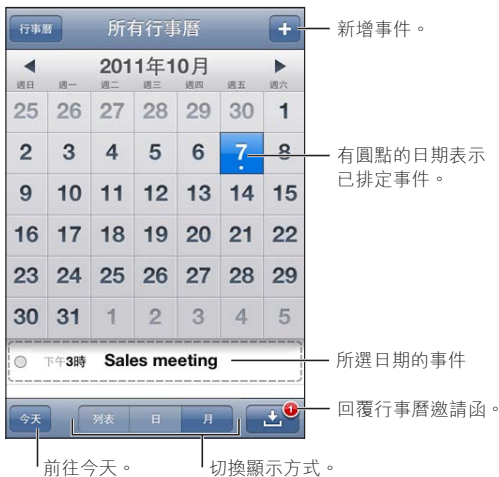 行事曆 所有行事曆 + 新增事件。
2011年10月
週日 週一 週二 週三 週四 週五 週六
25 26 27 28 29 30 1
2 3 4 5 6 7 8
有圓點的日期表示
已排定事件。
9 10 11 12 13 14 15
16 17 18 19 20 21 22
23 24 25 26 27 28 29
30 31 1 2 3 4 5
下午3時 Sales meeting 所選日期的事件
今天 列表 日 月 1 回覆行事曆邀請函。
前往今天。 切換顯示方式。